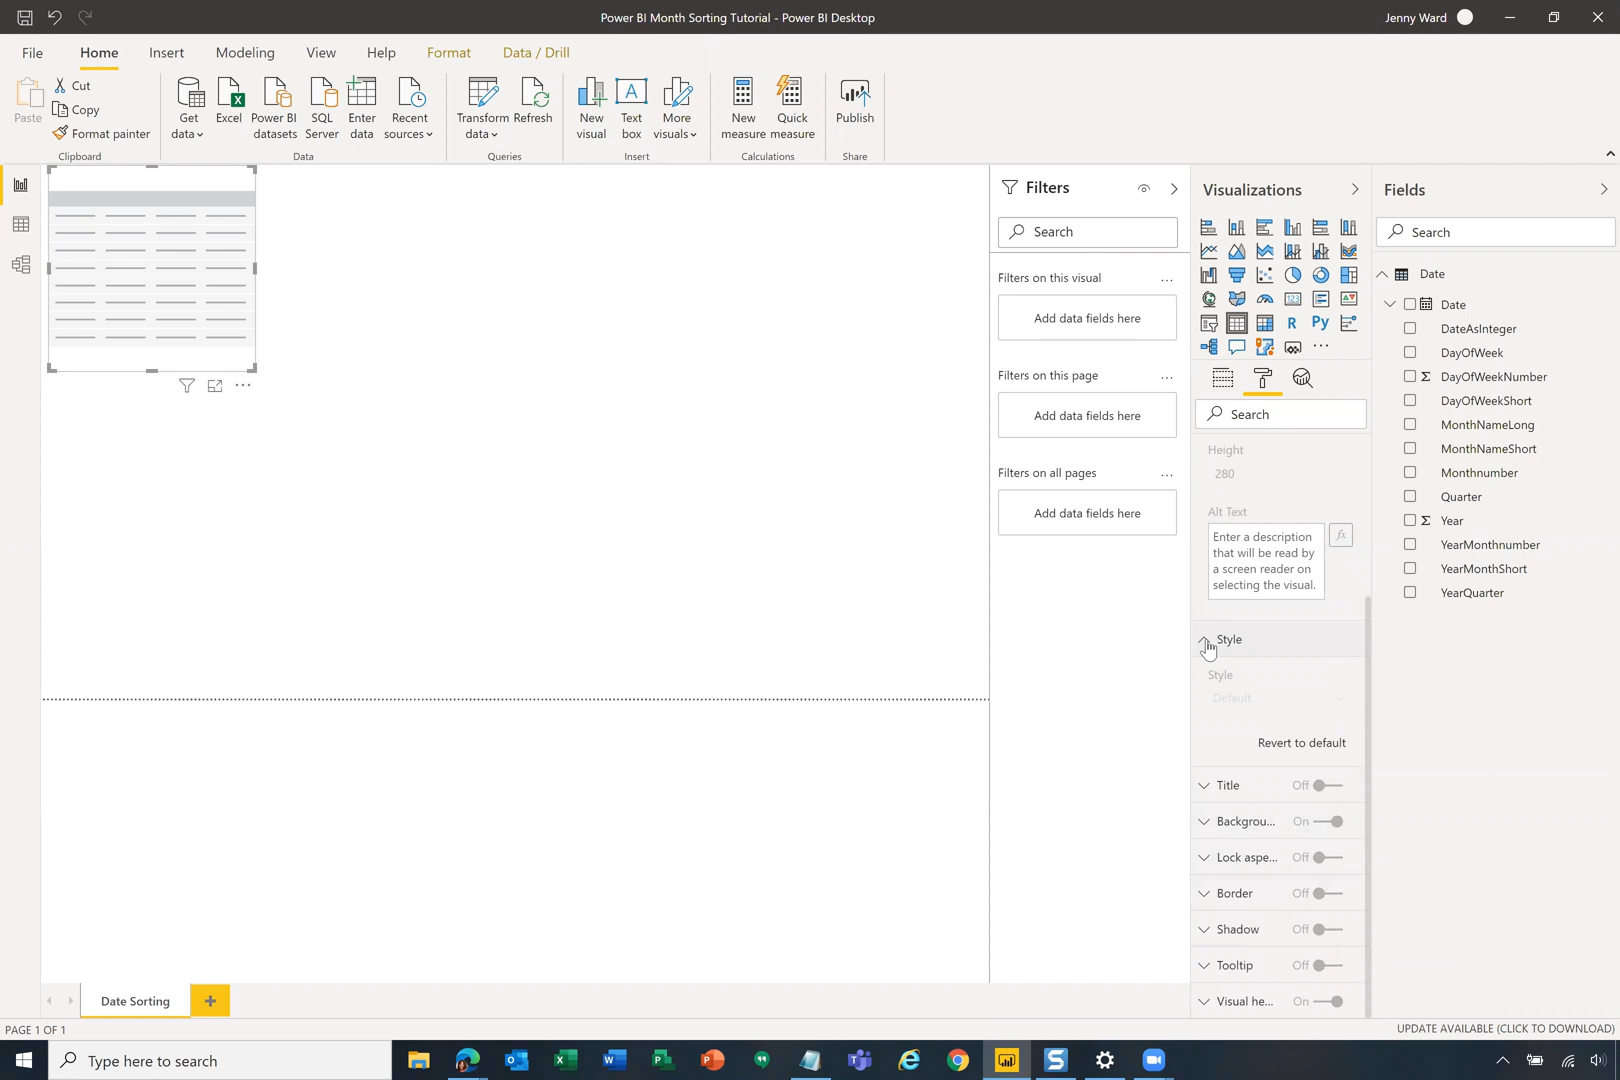 Power BI Month Sorting Tutorial - Power BI Desktop
Jenny Ward
File
Home
Insert
Modeling
View
Help
Format
Data / Drill
Paste
Cut
Copy
Format painter
Clipboard
Get data
Excel
Power BI datasets
SQL Server
Enter data
Recent sources
Data
Transform data
Refresh
Queries
New visual
Text box
More visuals
Insert
New measure
Quick measure
Calculations
Publish
Share
Filters
Search
Filters on this visual
...
Add data fields here
Filters on this page
...
Add data fields here
Filters on all pages
...
Add data fields here
Visualizations
123
R
Py
...
Search
Height
280
Alt Text
Enter a description
that will be read by
a screen reader on
selecting the visual.
fx
Style
Style
Default
Revert to default
Title Off
Backgrou... On
Lock aspe... Off
Border Off
Shadow Off
Tooltip Off
Visual he... On
Fields
Search
Date
Date
DateAsInteger
DayOfWeek
Σ DayOfWeekNumber
DayOfWeekShort
MonthNameLong
MonthNameShort
Monthnumber
Quarter
Σ Year
YearMonthnumber
YearMonthShort
YearQuarter
Date Sorting
PAGE 1 OF 1
UPDATE AVAILABLE (CLICK TO DOWNLOAD)
Type here to search